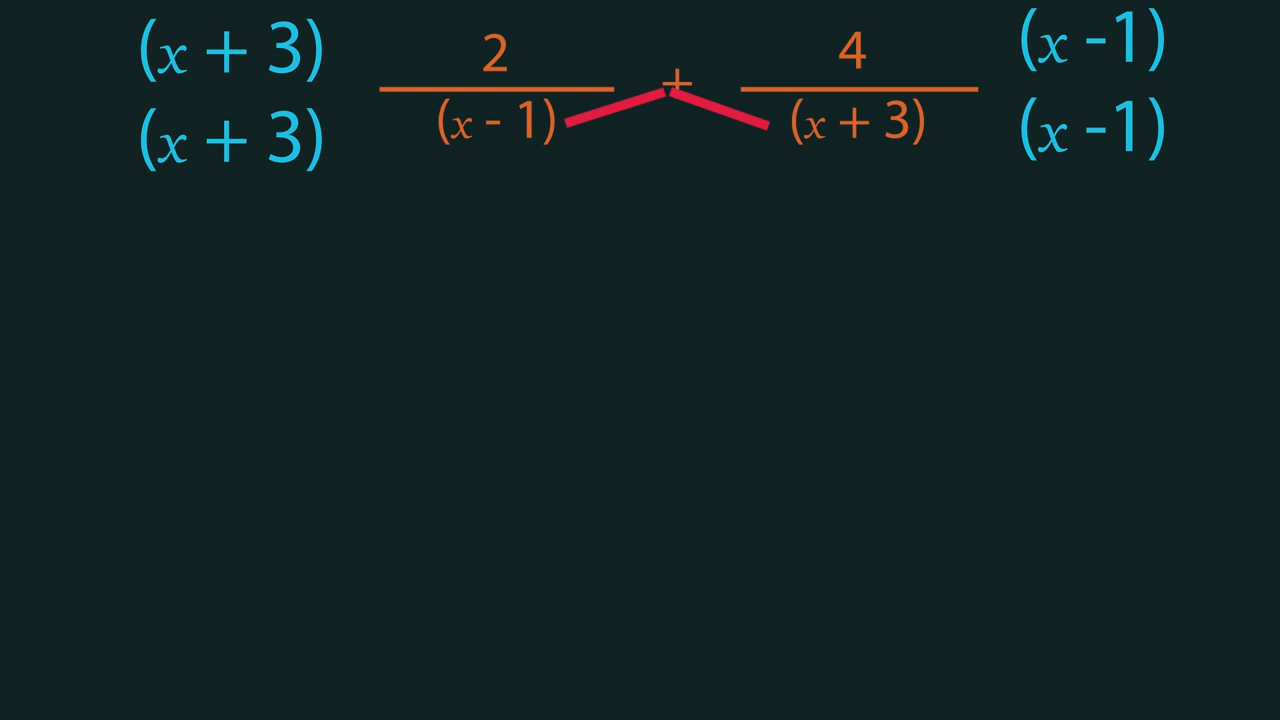 (x + 3) 2 + 4 (x -1)
(x + 3) (x - 1) (x + 3) (x -1)